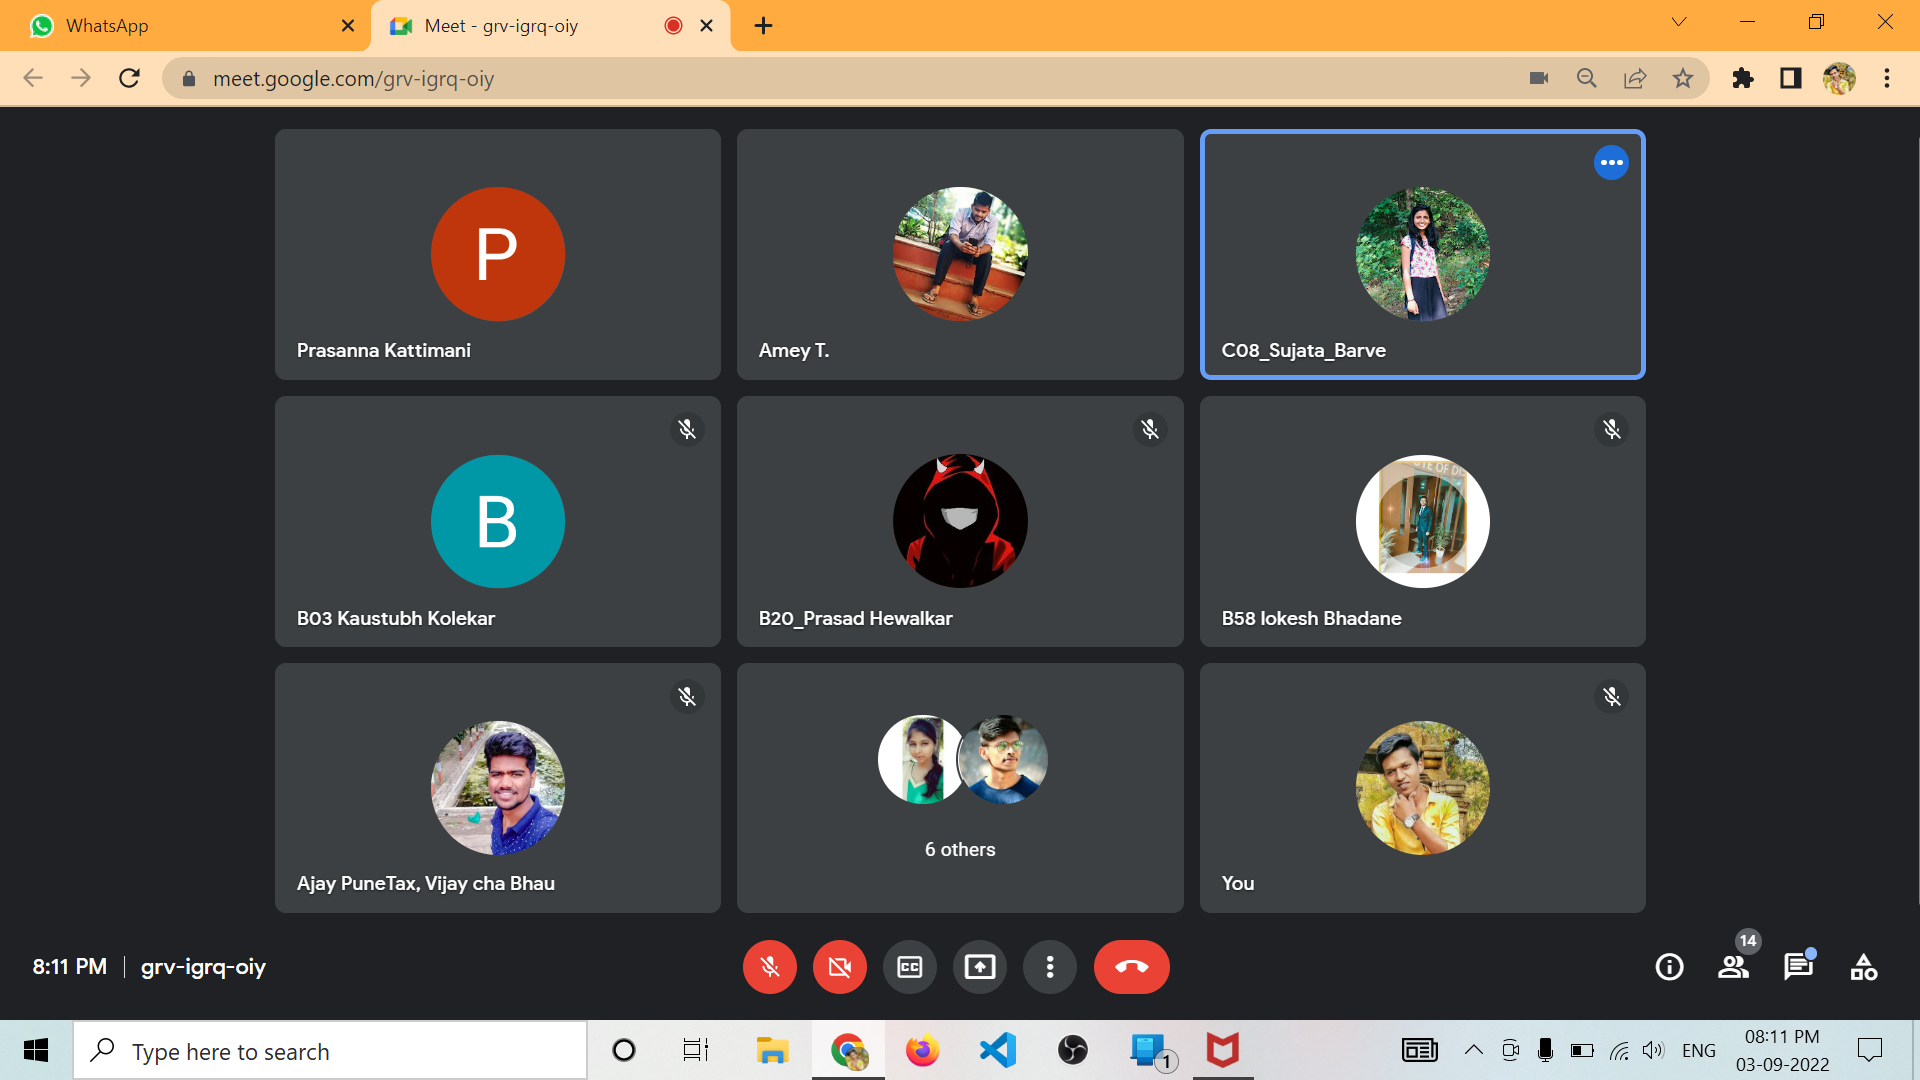 WhatsApp
Meet - grv-igrq-oiy
meet.google.com/grv-igrq-oiy
P
Prasanna Kattimani
Amey T.
C08_Sujata_Barve
B
B03 Kaustubh Kolekar
B20_Prasad Hewalkar
B58 lokesh Bhadane
Ajay PuneTax, Vijay cha Bhau
6 others
You
8:11 PM
grv-igrq-oiy
CC
14
Type here to search
1
ENG
08:11 PM
03-09-2022